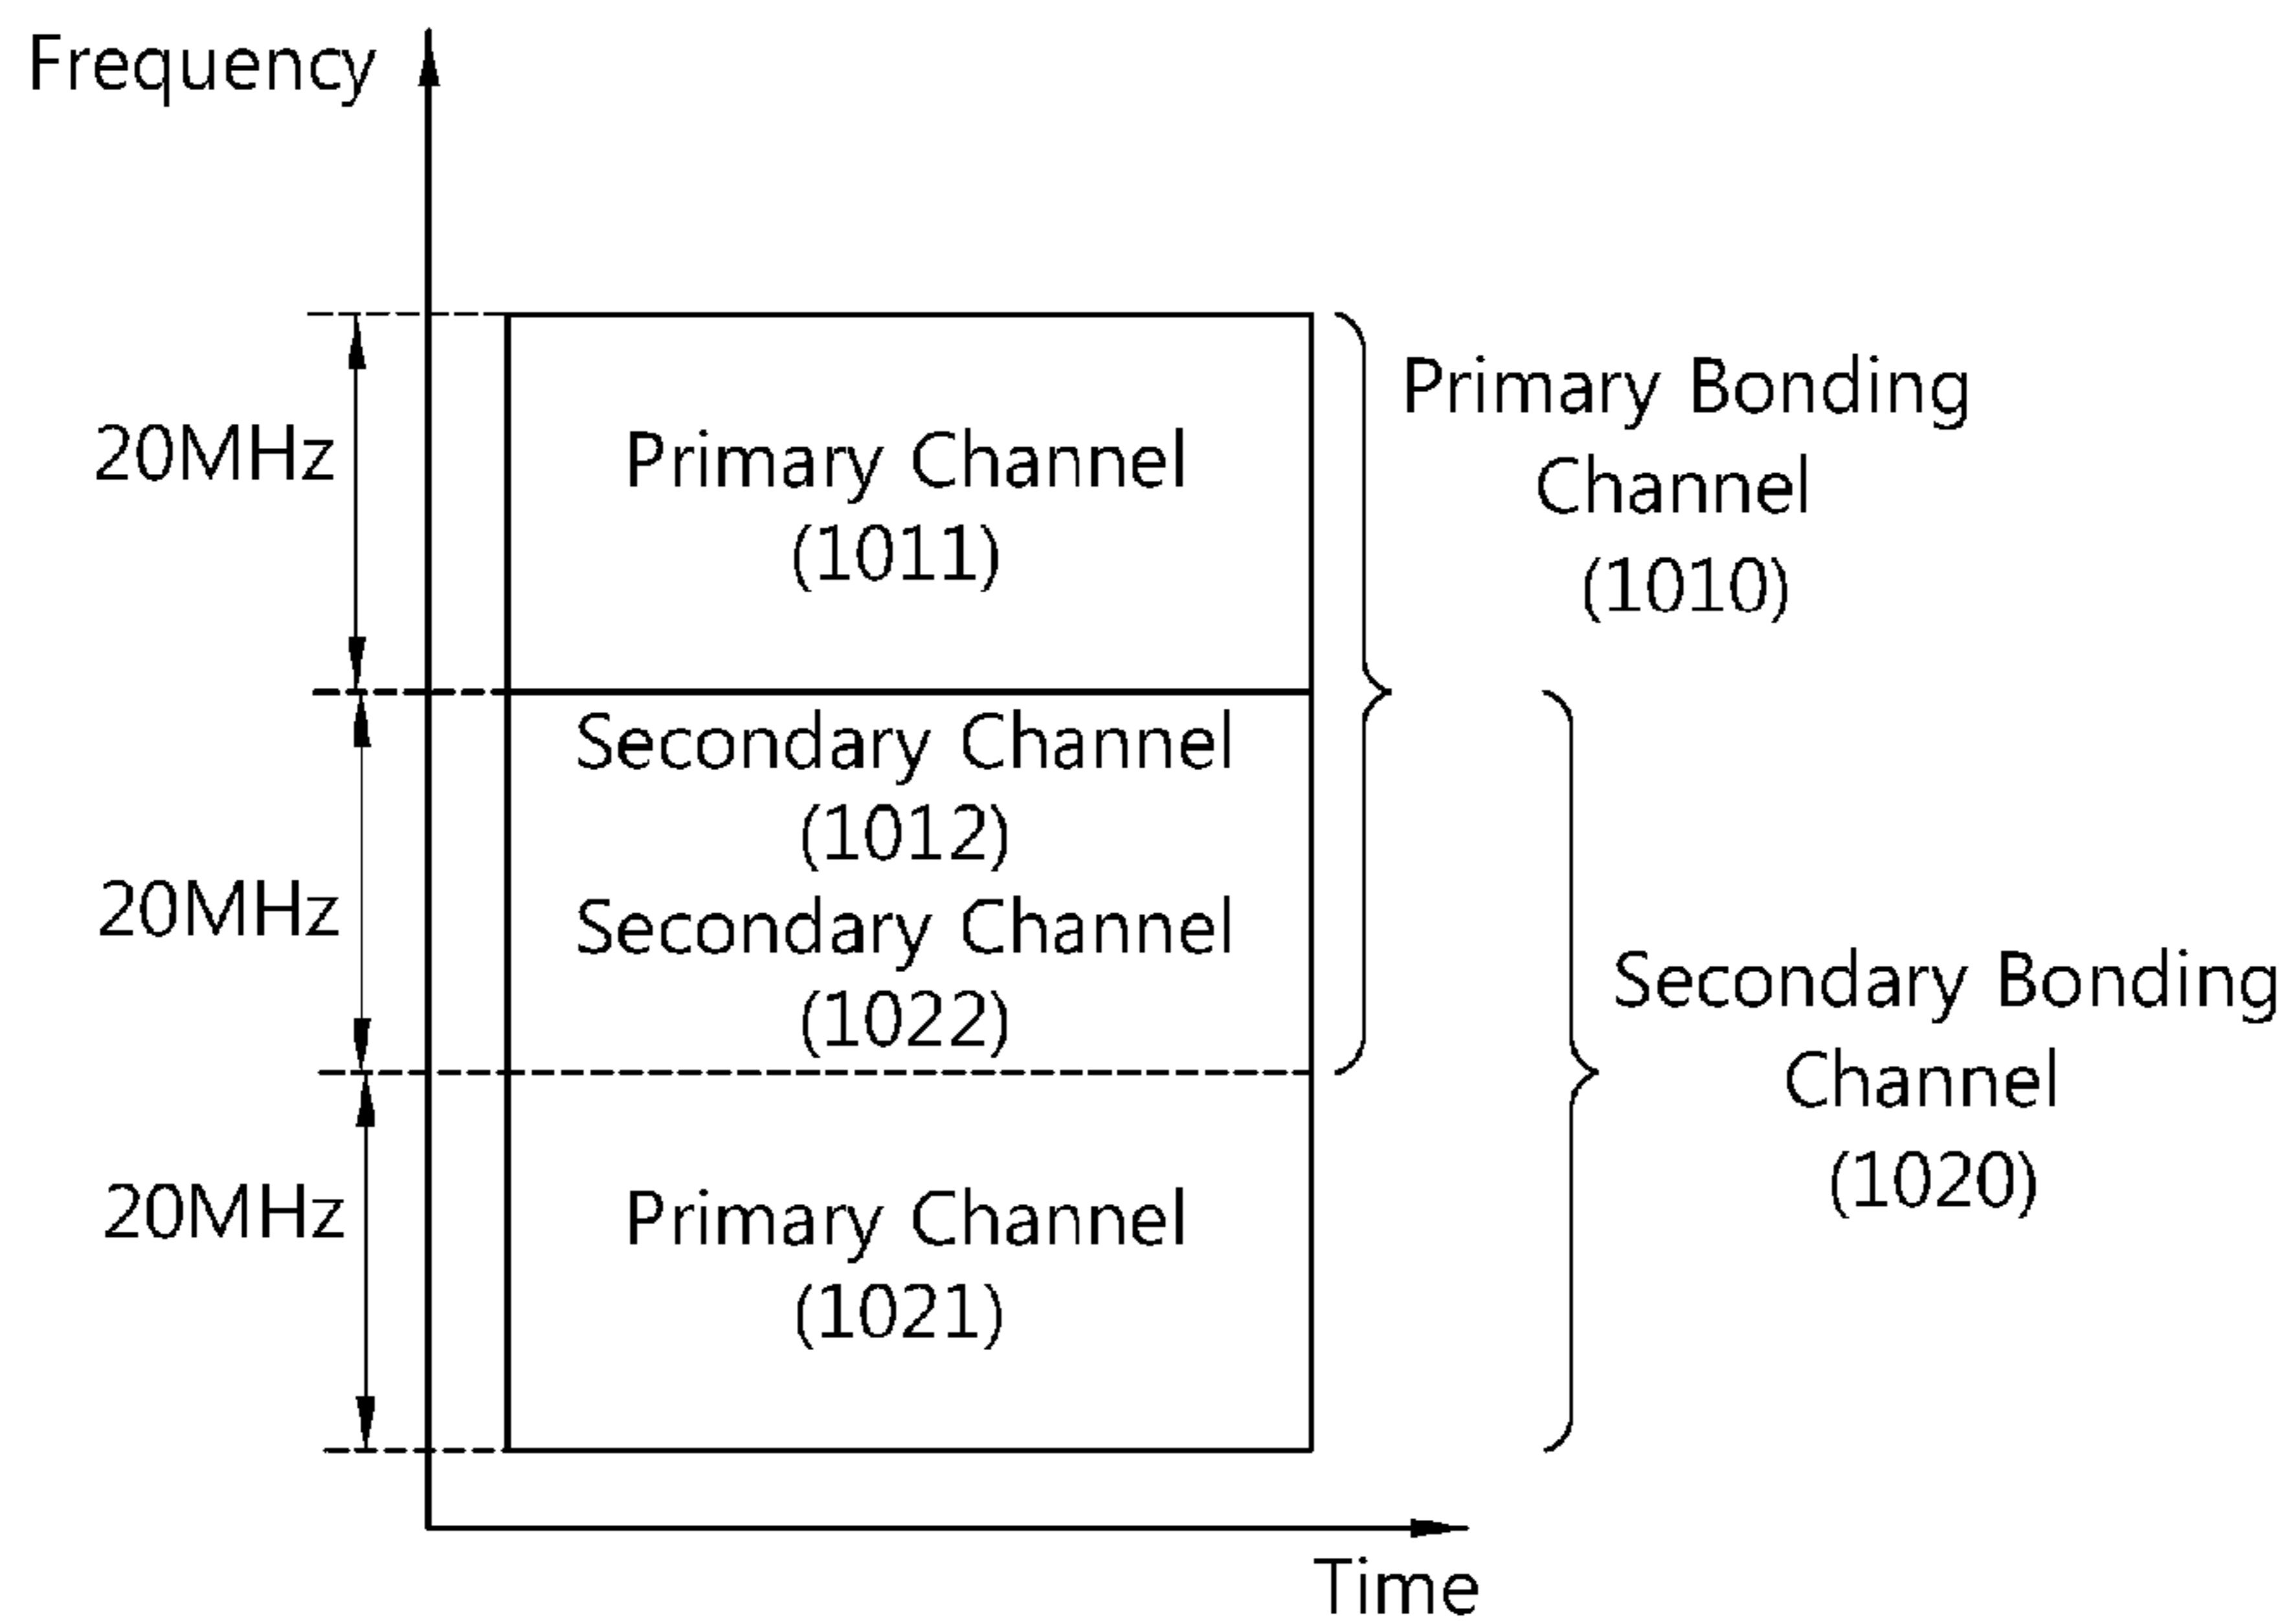 Frequency
20MHz
Primary Channel
(1011)
Primary Bonding
Channel
(1010)
20MHz
Secondary Channel
(1012)
Secondary Channel
(1022)
Secondary Bonding
Channel
(1020)
20MHz
Primary Channel
(1021)
Time